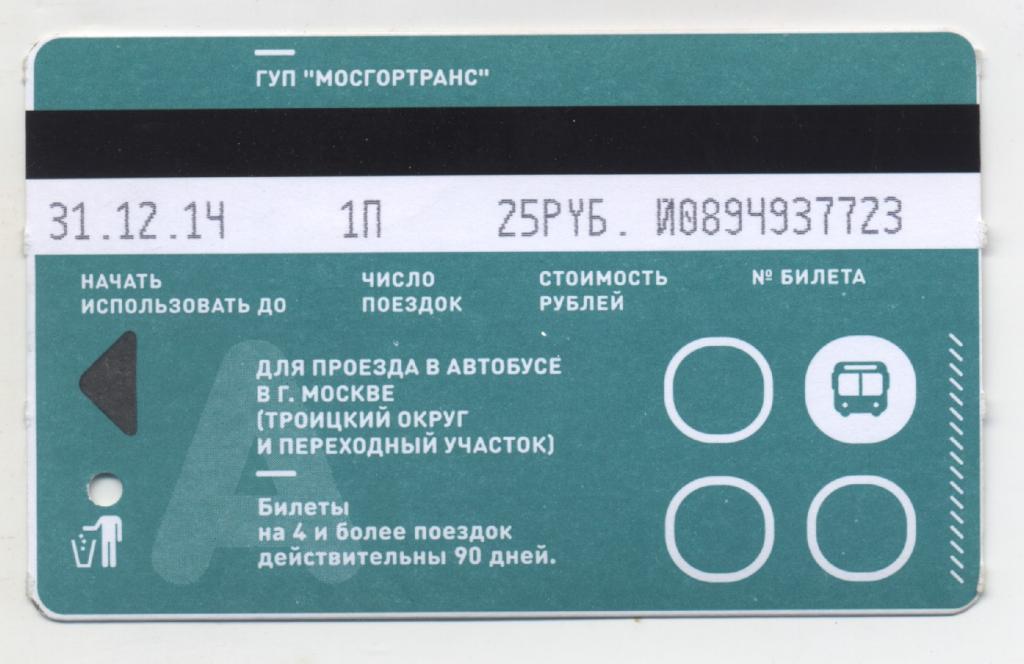 ГУП "МОСГОРТРАНС"
31.12.14 1П 25РУБ. И0894937723
НАЧАТЬ ИСПОЛЬЗОВАТЬ ДО
ЧИСЛО ПОЕЗДОК
СТОИМОСТЬ РУБЛЕЙ
№ БИЛЕТА
ДЛЯ ПРОЕЗДА В АВТОБУСЕ
В Г. МОСКВЕ
(ТРОИЦКИЙ ОКРУГ
И ПЕРЕХОДНЫЙ УЧАСТОК)
Билеты
на 4 и более поездок
действительны 90 дней.
А